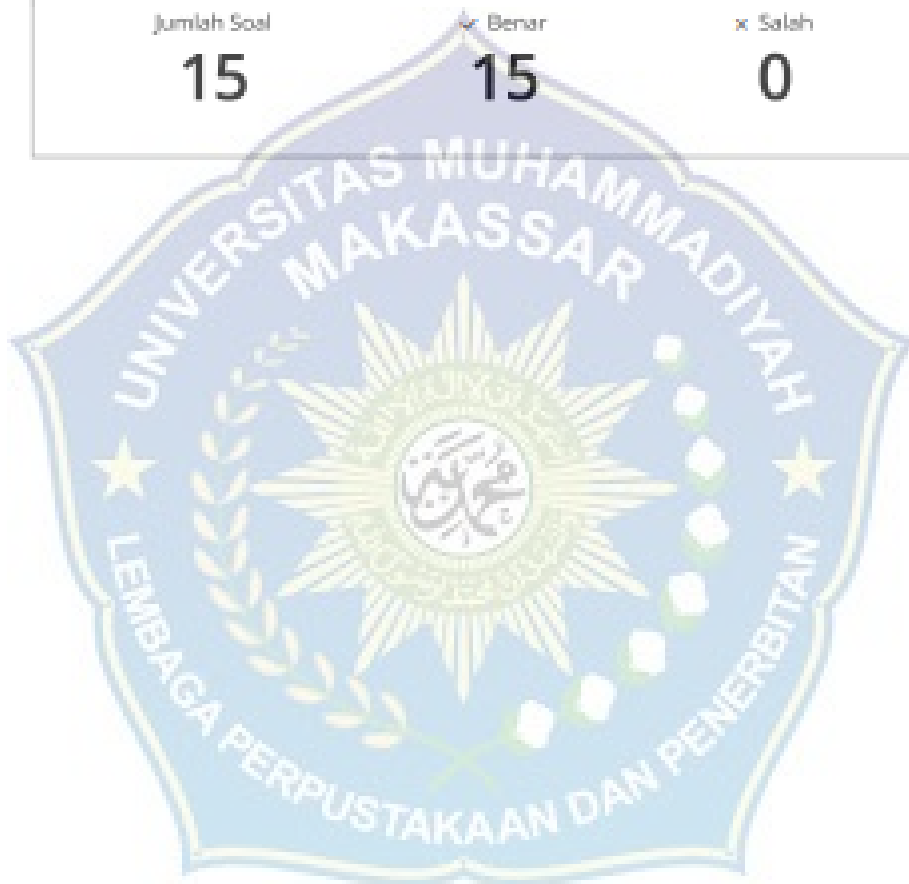 Jumlah Soal
Benar
x Salah
15
15
0
UNIVERSITAS MUHAMMADIYAH
MAKASSAR
LEMBAGA PERPUSTAKAAN DAN PENERBITAN